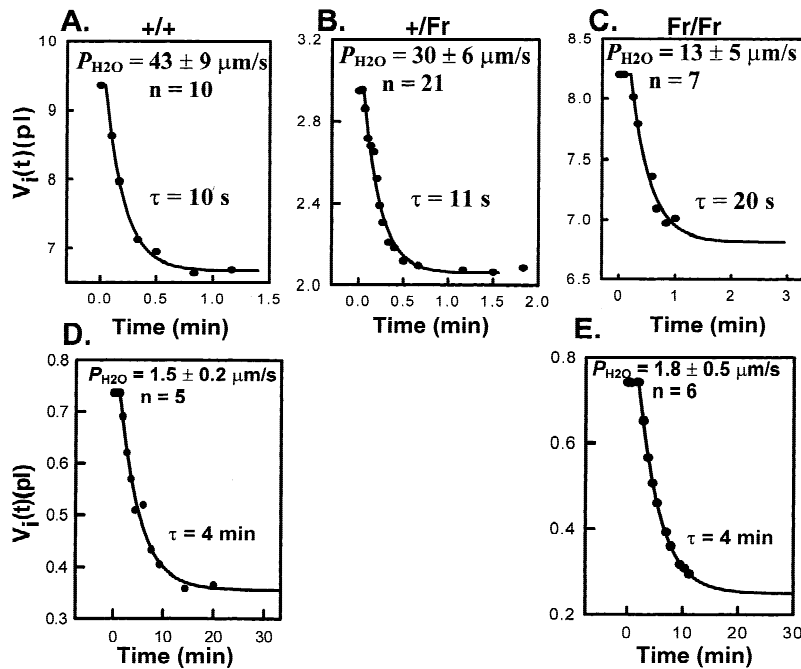 A. +/+
P_H2O = 43 ± 9 μm/s
n = 10
τ = 10 s
Vi(t)(pl)
10
9
8
7
0.0 0.5 1.0 1.5
Time (min)
B. +/Fr
P_H2O = 30 ± 6 μm/s
n = 21
τ = 11 s
3.2
2.8
2.4
2.0
0.0 0.5 1.0 1.5 2.0
Time (min)
C. Fr/Fr
P_H2O = 13 ± 5 μm/s
n = 7
τ = 20 s
8.5
8.0
7.5
7.0
6.5
0 1 2 3
Time (min)
D.
P_H2O = 1.5 ± 0.2 μm/s
n = 5
τ = 4 min
Vi(t)(pl)
0.8
0.7
0.6
0.5
0.4
0.3
0 10 20 30
Time (min)
E.
P_H2O = 1.8 ± 0.5 μm/s
n = 6
τ = 4 min
0.8
0.6
0.4
0.2
0 10 20 30
Time (min)